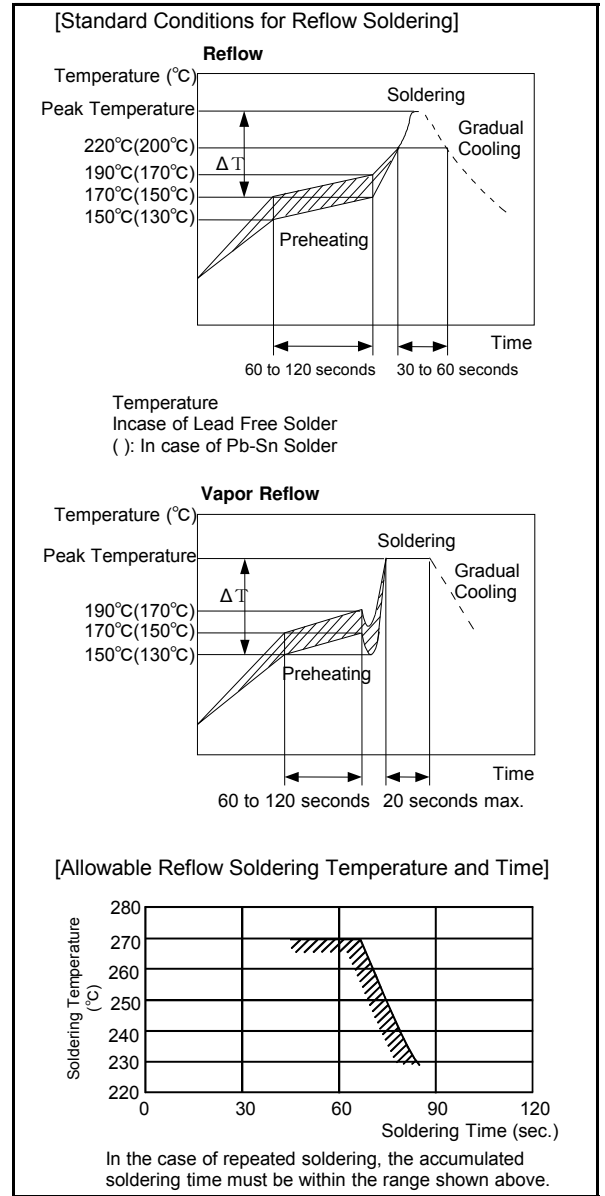 [Standard Conditions for Reflow Soldering]
Reflow
Temperature (°C)
Soldering
Peak Temperature
Gradual
Cooling
220°C(200°C)
ΔT
190°C(170°C)
170°C(150°C)
150°C(130°C)
Preheating
Time
60 to 120 seconds
30 to 60 seconds
Temperature
Incase of Lead Free Solder
( ): In case of Pb-Sn Solder
Vapor Reflow
Temperature (°C)
Soldering
Peak Temperature
Gradual
Cooling
ΔT
190°C(170°C)
170°C(150°C)
150°C(130°C)
Preheating
Time
60 to 120 seconds
20 seconds max.
[Allowable Reflow Soldering Temperature and Time]
Soldering Temperature
(°C)
280
270
260
250
240
230
220
0
30
60
90
120
Soldering Time (sec.)
In the case of repeated soldering, the accumulated
soldering time must be within the range shown above.